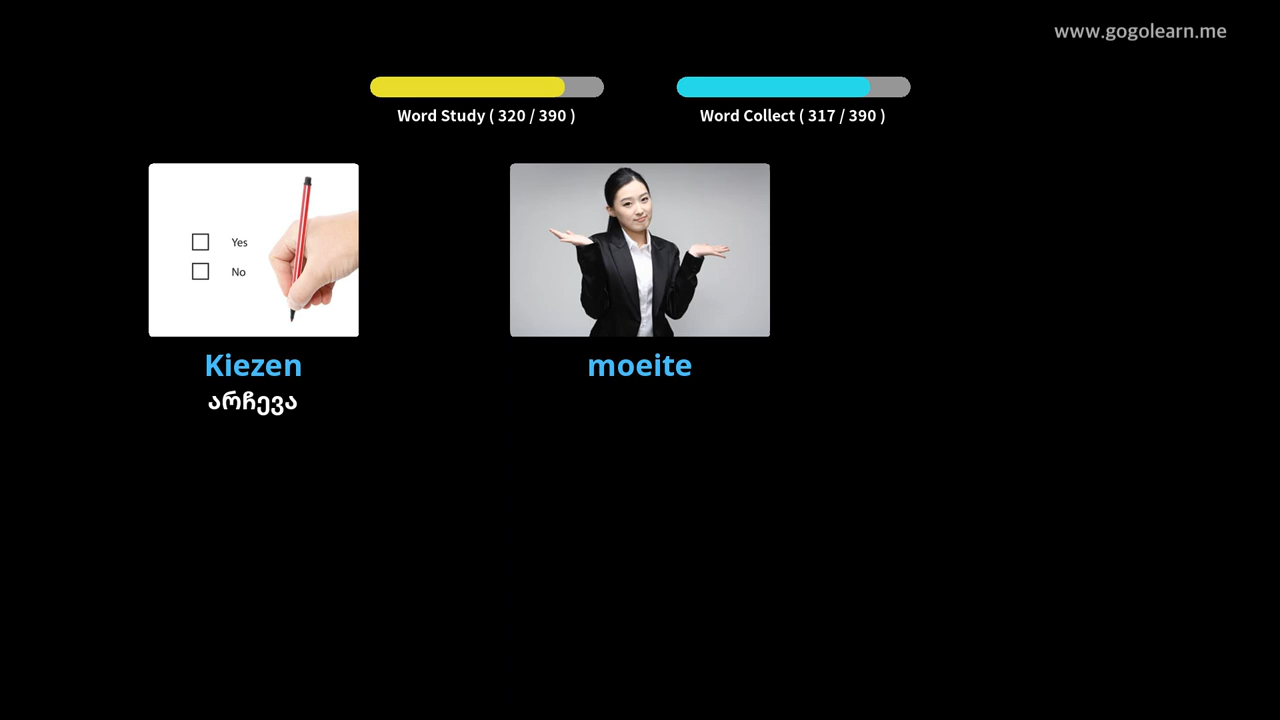 www.gogolearn.me
Word Study ( 320 / 390 )
Word Collect ( 317 / 390 )
Yes
No
Kiezen
არჩევა
moeite